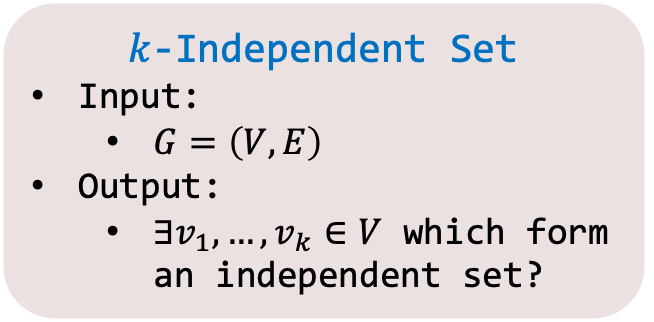 k-Independent Set
• Input:
• G = (V, E)
• Output:
• ∃v₁, …, vₖ ∈ V which form
an independent set?